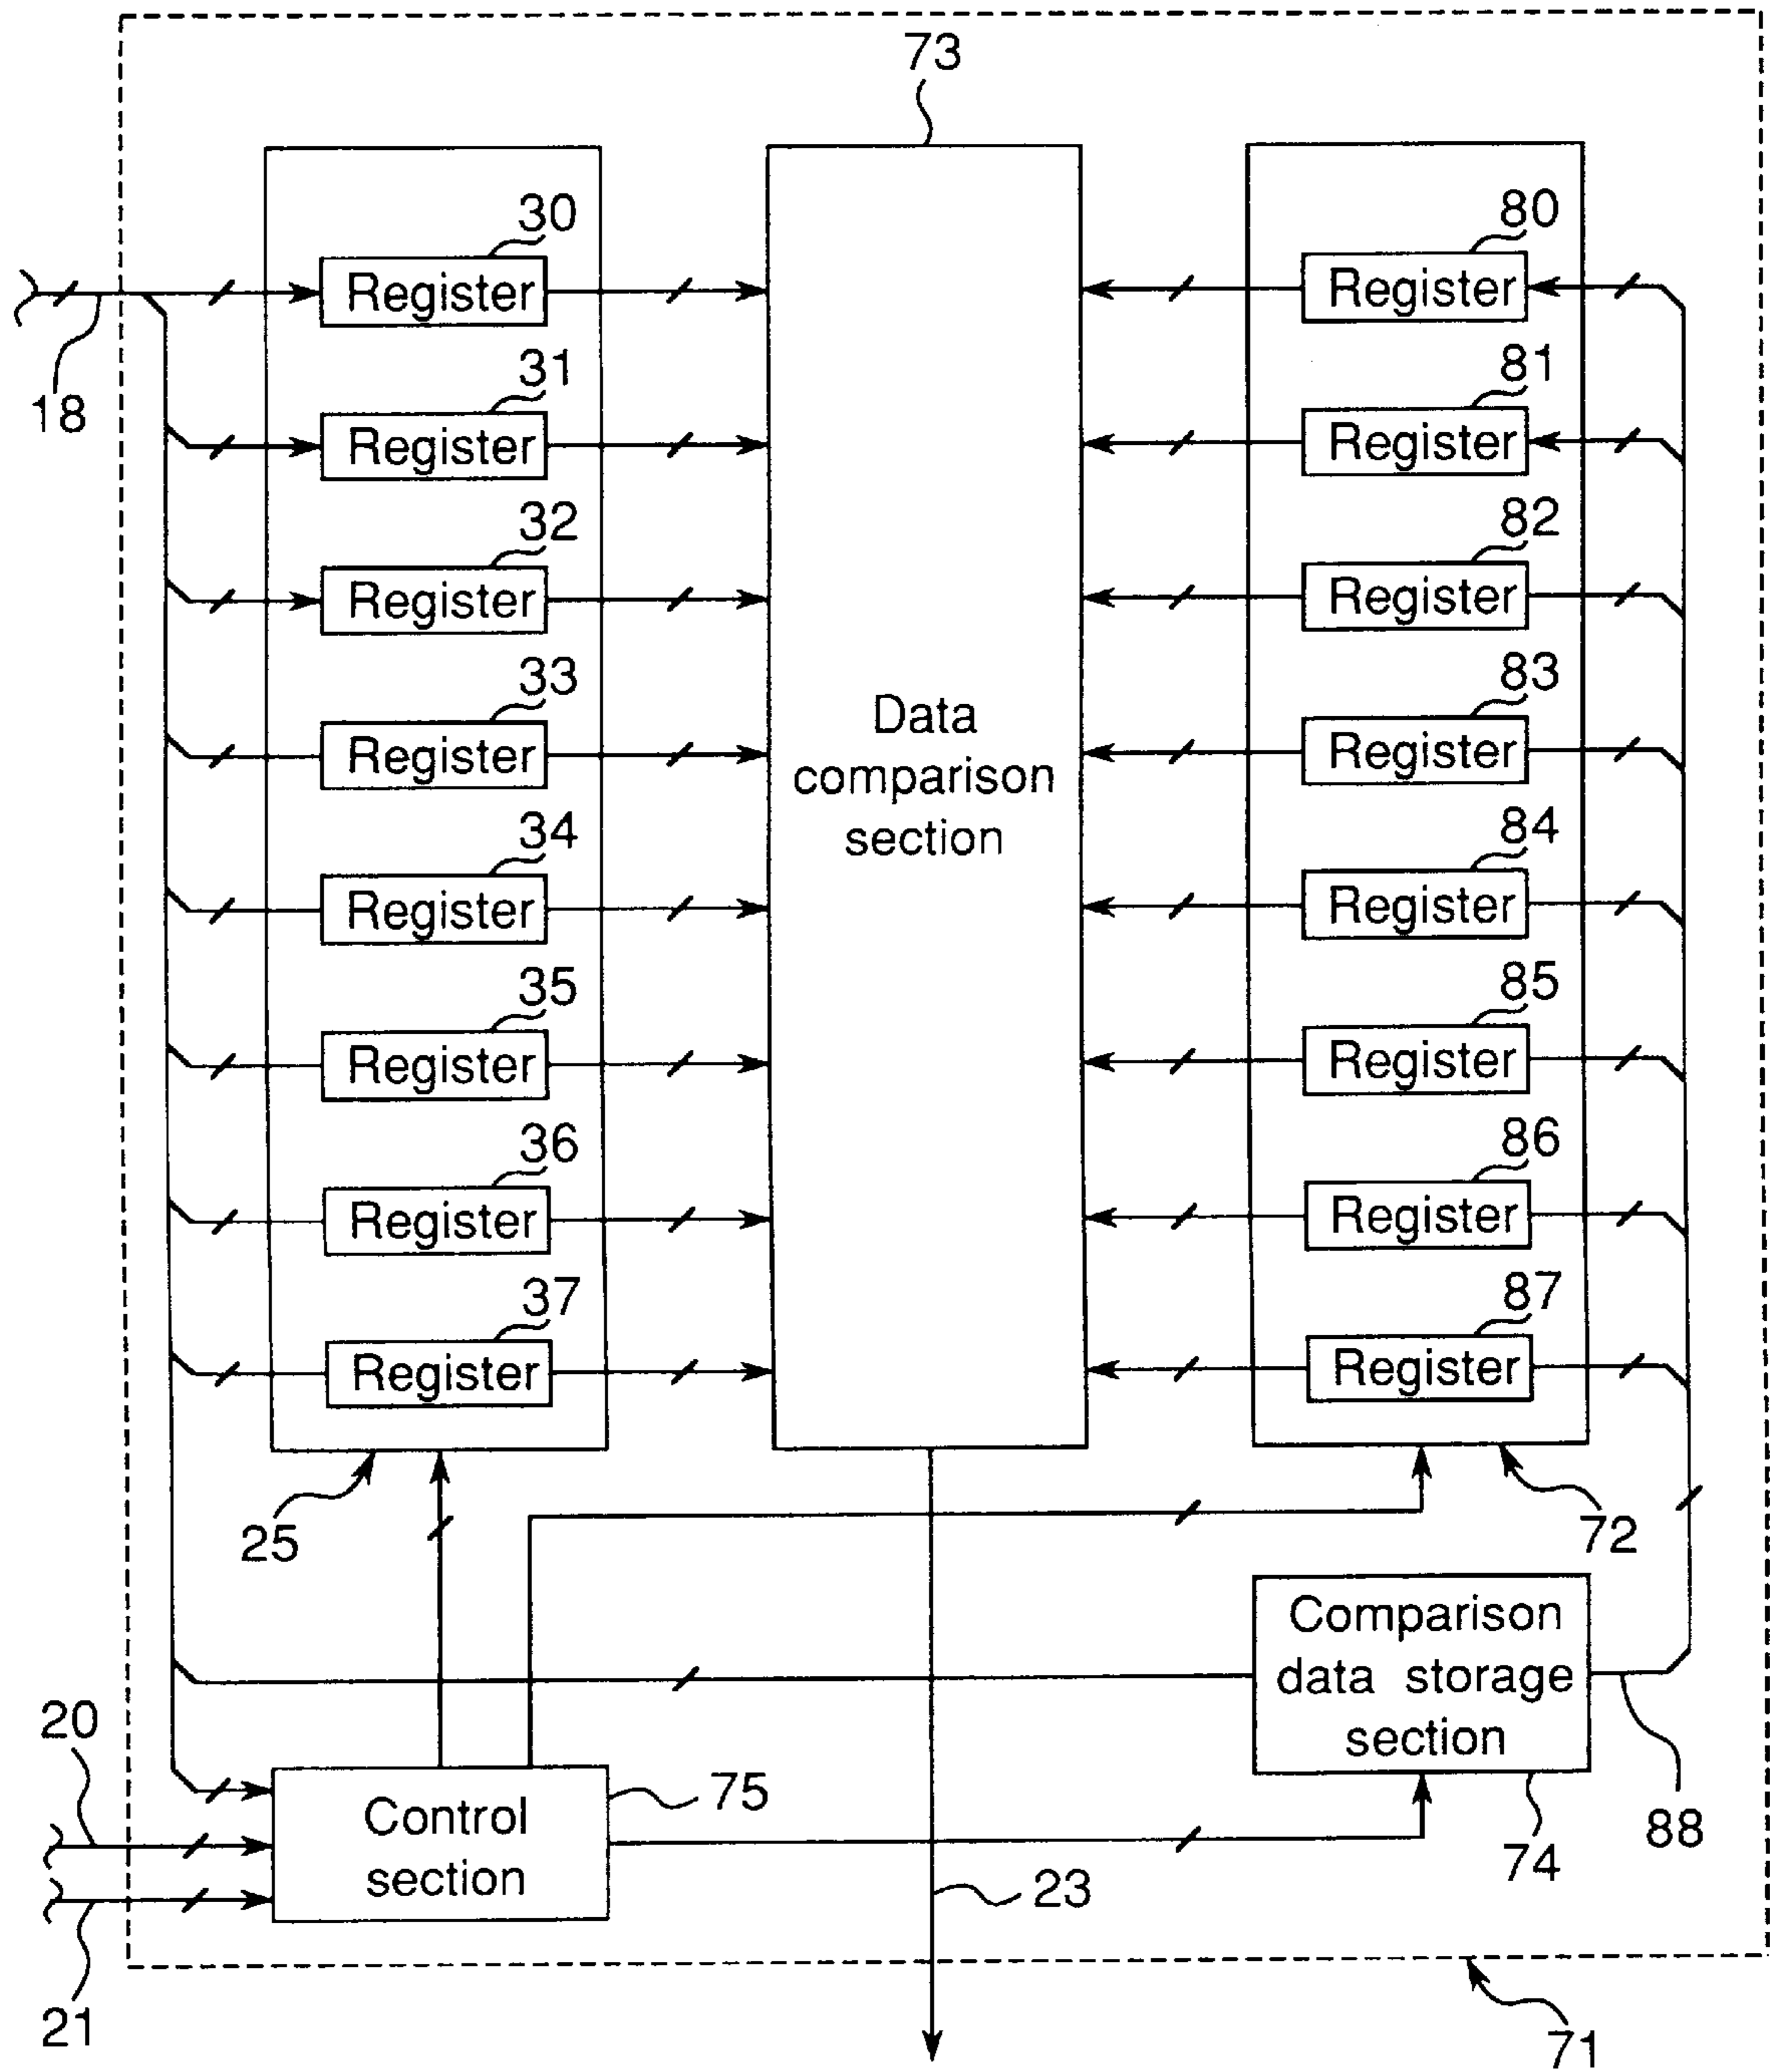 73
30
80
Register
Register
18
31
81
Register
Register
32
82
Register
Register
33
83
Register
Register
Data
comparison
section
34
84
Register
Register
35
85
Register
Register
36
86
Register
Register
37
87
Register
Register
25
72
Comparison
data storage
section
20
75
Control
section
74
88
23
21
71